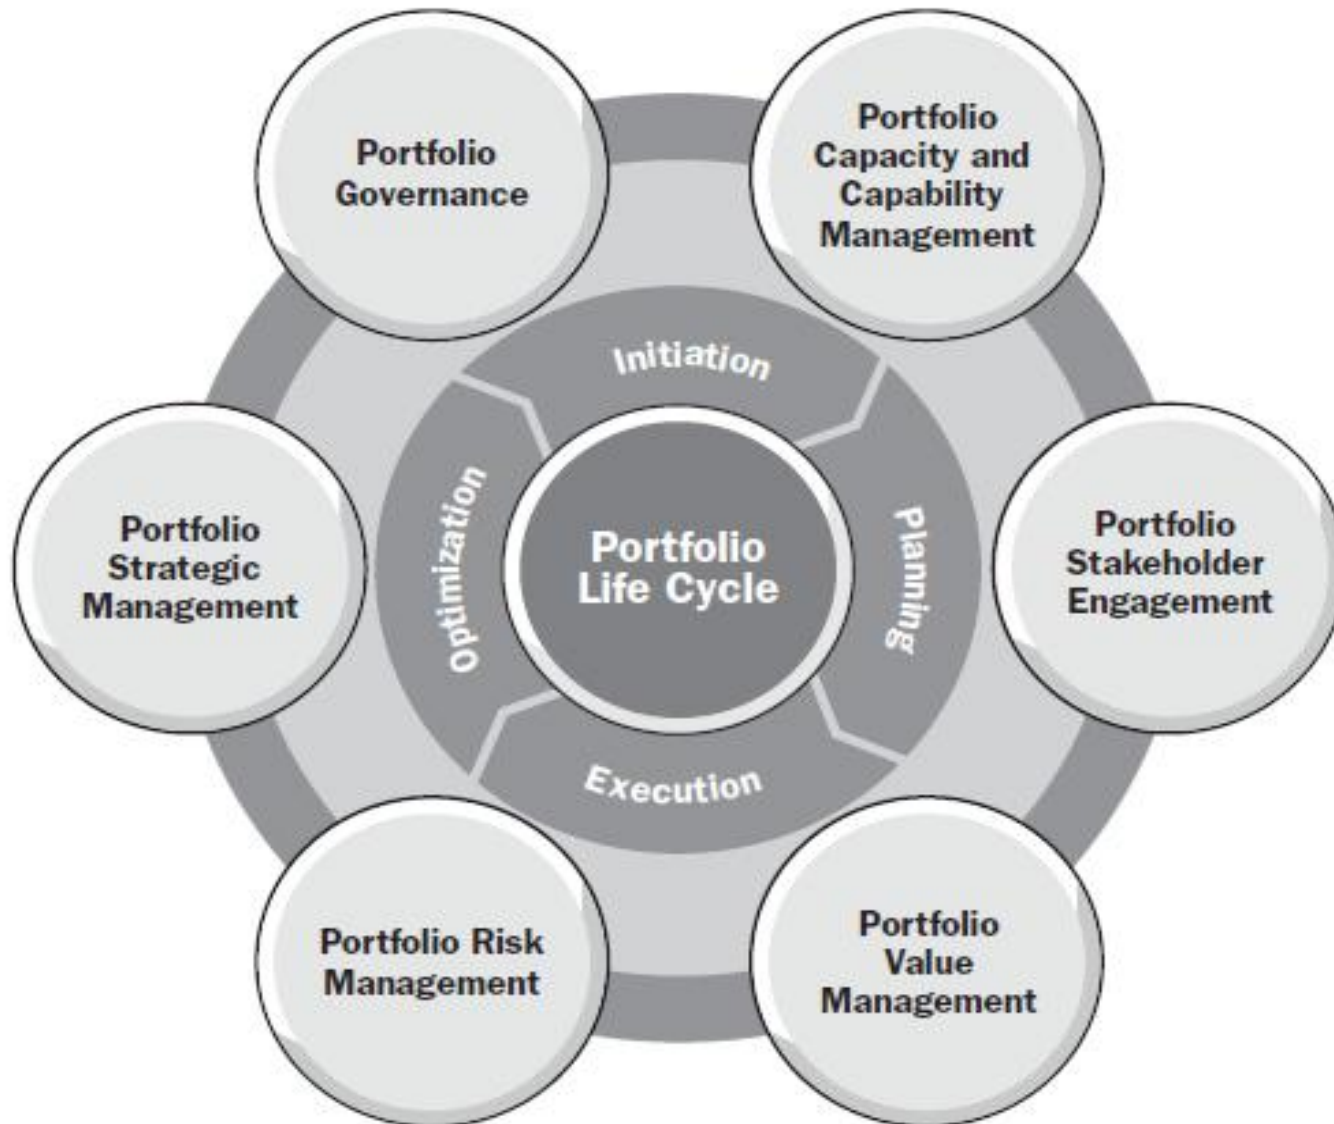 Portfolio
Governance
Portfolio
Capacity and
Capability
Management
Initiation
Portfolio
Strategic
Management
Optimization
Portfolio
Life Cycle
Planning
Portfolio
Stakeholder
Engagement
Execution
Portfolio Risk
Management
Portfolio
Value
Management